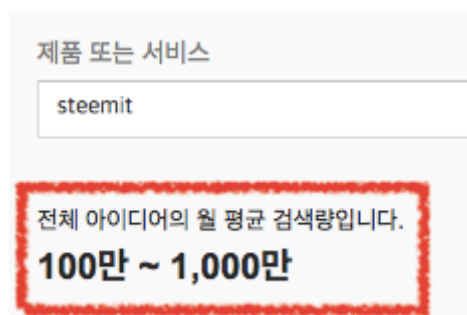 제품 또는 서비스
steemit
전체 아이디어의 월 평균 검색량입니다.
100만 ~ 1,000만